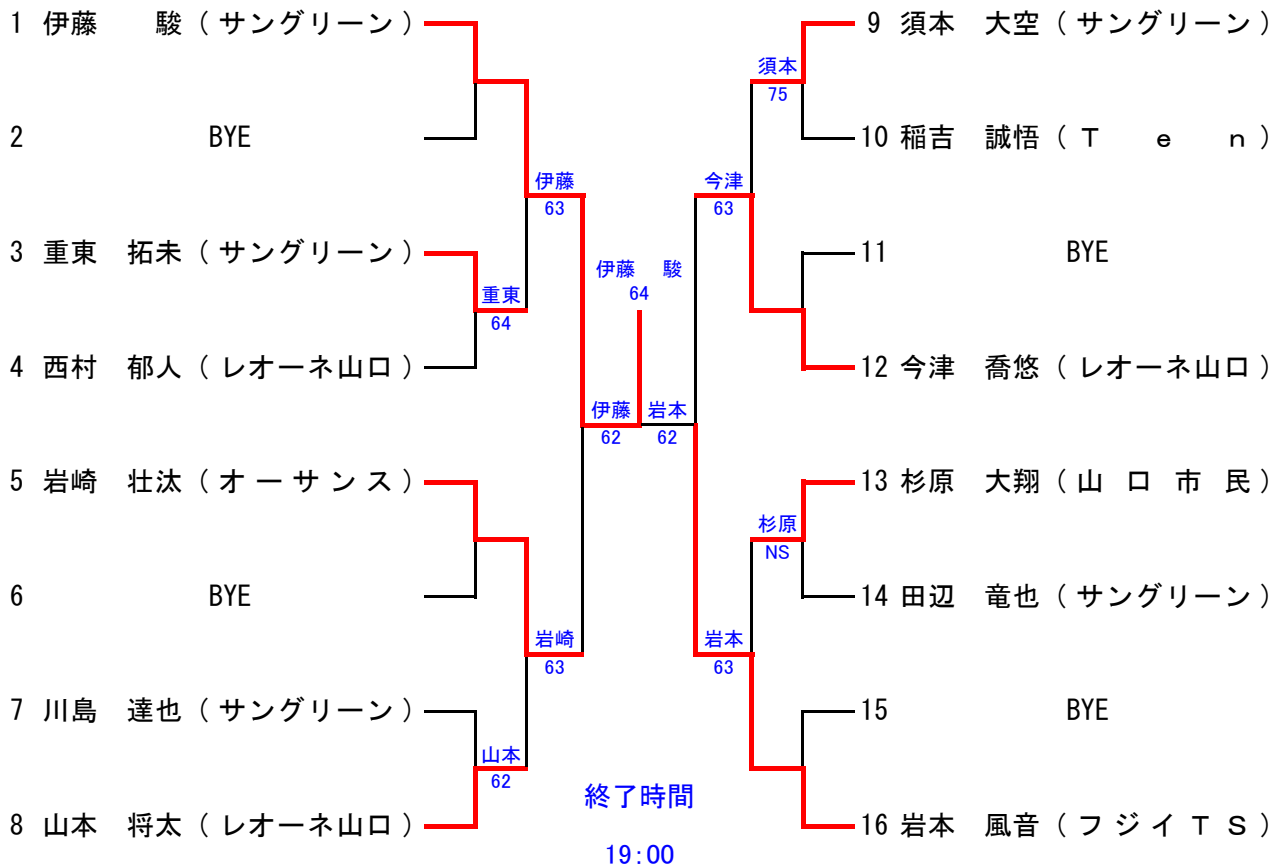 1 伊藤　　駿（サングリーン）
2 BYE
3 重東　拓未（サングリーン）
4 西村　郁人（レオーネ山口）
5 岩崎　壮汰（オーサンス）
6 BYE
7 川島　達也（サングリーン）
8 山本　将太（レオーネ山口）
重東
64
山本
62
伊藤
63
岩崎
63
伊藤
62
伊藤　駿
64
岩本
62
今津
63
岩本
63
須本
75
杉原
NS
9 須本　大空（サングリーン）
10 稲吉　誠悟（Ｔ　ｅ　ｎ）
11 BYE
12 今津　喬悠（レオーネ山口）
13 杉原　大翔（山口市民）
14 田辺　竜也（サングリーン）
15 BYE
16 岩本　風音（フジイＴＳ）
終了時間
19:00